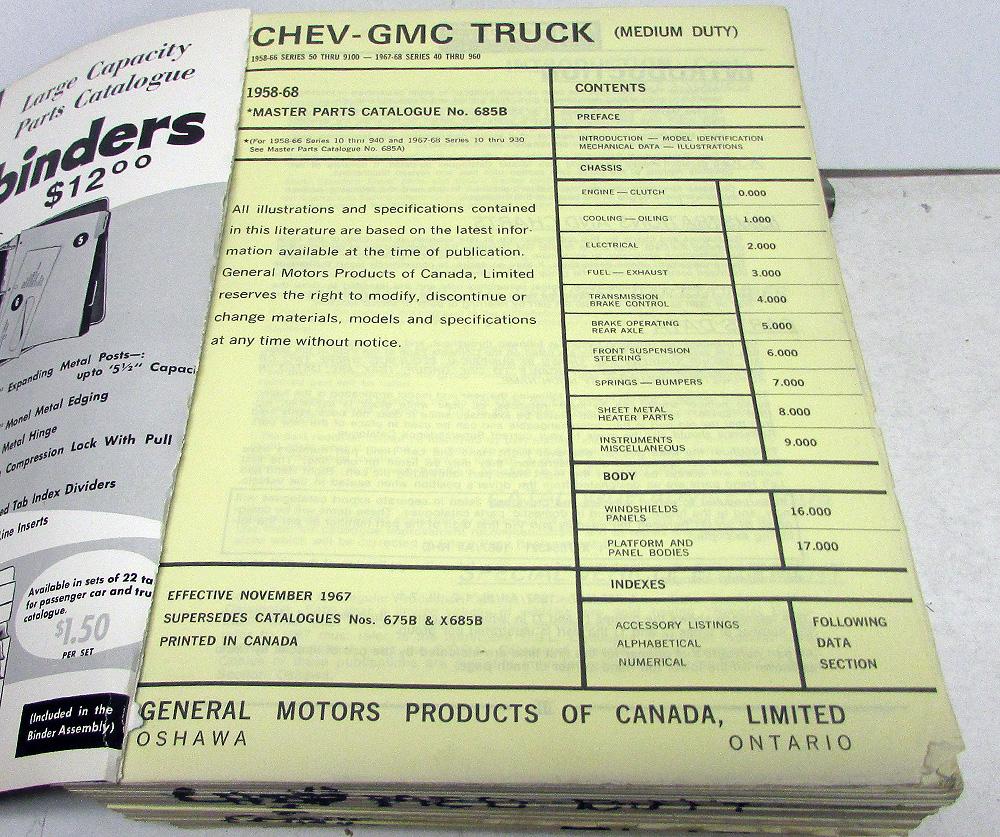 Large Capacity
Parts Catalogue
binders
$12⁰⁰
5
Expanding Metal Posts—:
upto '5½" Capaci
Monel Metal Edging
Metal Hinge
Compression Lock With Pull
ed Tab Index Dividers
Line Inserts
Available in sets of 22 ta
for passenger car and tru
catalogue.
$1.50
PER SET
(Included in the
Binder Assembly)
CHEV-GMC TRUCK (MEDIUM DUTY)
1958-66 SERIES 50 THRU 9100 — 1967-68 SERIES 40 THRU 960
1958-68
*MASTER PARTS CATALOGUE No. 685B
*(For 1958-66 Series 10 thru 940 and 1967-68 Series 10 thru 930
See Master Parts Catalogue No. 685A)
All illustrations and specifications contained
in this literature are based on the latest infor-
mation available at the time of publication.
General Motors Products of Canada, Limited
reserves the right to modify, discontinue or
change materials, models and specifications
at any time without notice.
EFFECTIVE NOVEMBER 1967
SUPERSEDES CATALOGUES Nos. 675B & X685B
PRINTED IN CANADA
CONTENTS
PREFACE
INTRODUCTION — MODEL IDENTIFICATION
MECHANICAL DATA — ILLUSTRATIONS
CHASSIS
ENGINE — CLUTCH 0.000
COOLING — OILING 1.000
ELECTRICAL 2.000
FUEL — EXHAUST 3.000
TRANSMISSION
BRAKE CONTROL 4.000
BRAKE OPERATING
REAR AXLE 5.000
FRONT SUSPENSION
STEERING 6.000
SPRINGS — BUMPERS 7.000
SHEET METAL
HEATER PARTS 8.000
INSTRUMENTS
MISCELLANEOUS 9.000
BODY
WINDSHIELDS
PANELS 16.000
PLATFORM AND
PANEL BODIES 17.000
INDEXES
ACCESSORY LISTINGS
ALPHABETICAL
NUMERICAL
FOLLOWING
DATA
SECTION
GENERAL MOTORS PRODUCTS OF CANADA, LIMITED
OSHAWA ONTARIO
MED DUTY